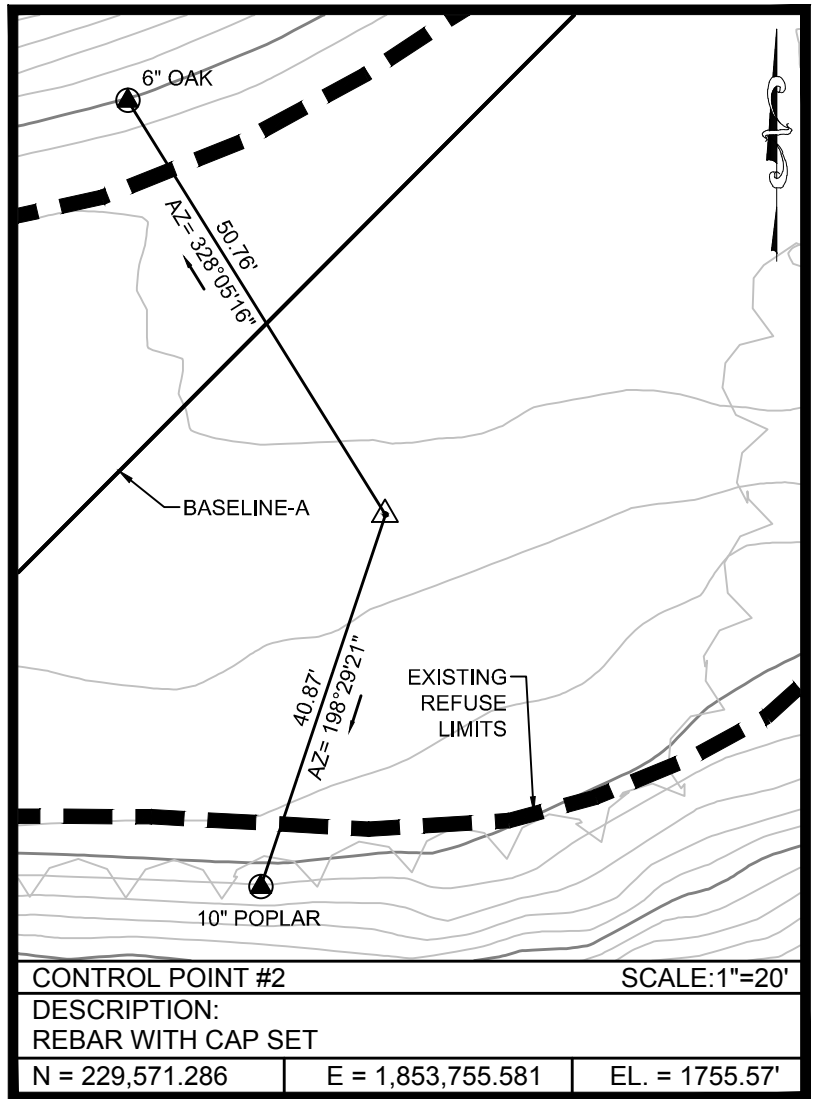 6" OAK
50.76'
AZ= 328°05'16"
BASELINE-A
40.87'
AZ= 198°29'21"
EXISTING
REFUSE
LIMITS
10" POPLAR
CONTROL POINT #2 SCALE:1"=20'
DESCRIPTION:
REBAR WITH CAP SET
N = 229,571.286 E = 1,853,755.581 EL. = 1755.57'